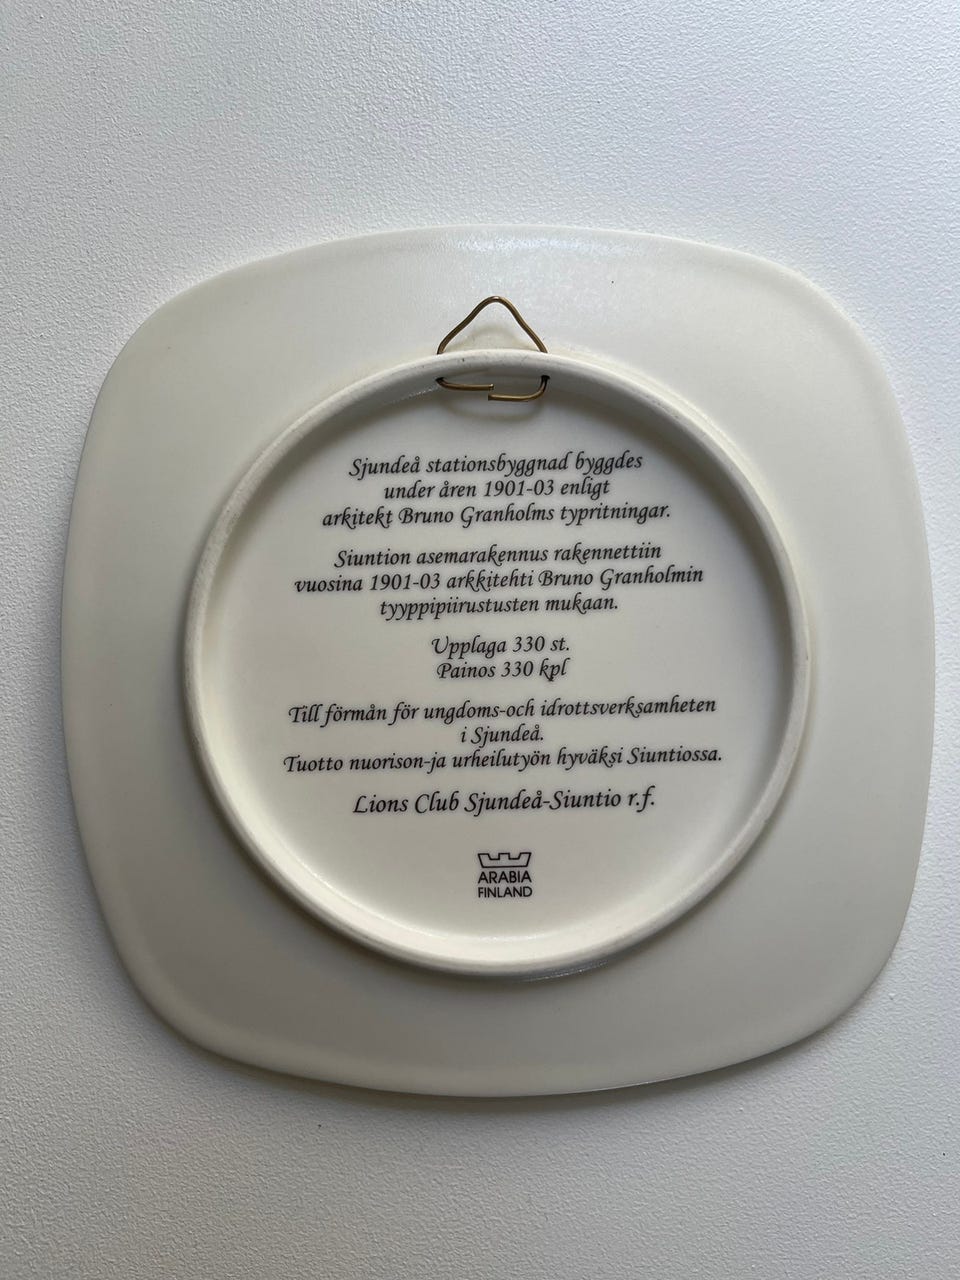 Sjundeå stationsbyggnad byggdes
under åren 1901-03 enligt
arkitekt Bruno Granholms typritningar.
Siuntion asemarakennus rakennettiin
vuosina 1901-03 arkkitehti Bruno Granholmin
tyyppipiirustusten mukaan.
Upplaga 330 st.
Painos 330 kpl
Till förmån för ungdoms-och idrottsverksamheten
i Sjundeå.
Tuotto nuorison-ja urheilutyön hyväksi Siuntiossa.
Lions Club Sjundeå-Siuntio r.f.
ARABIA
FINLAND